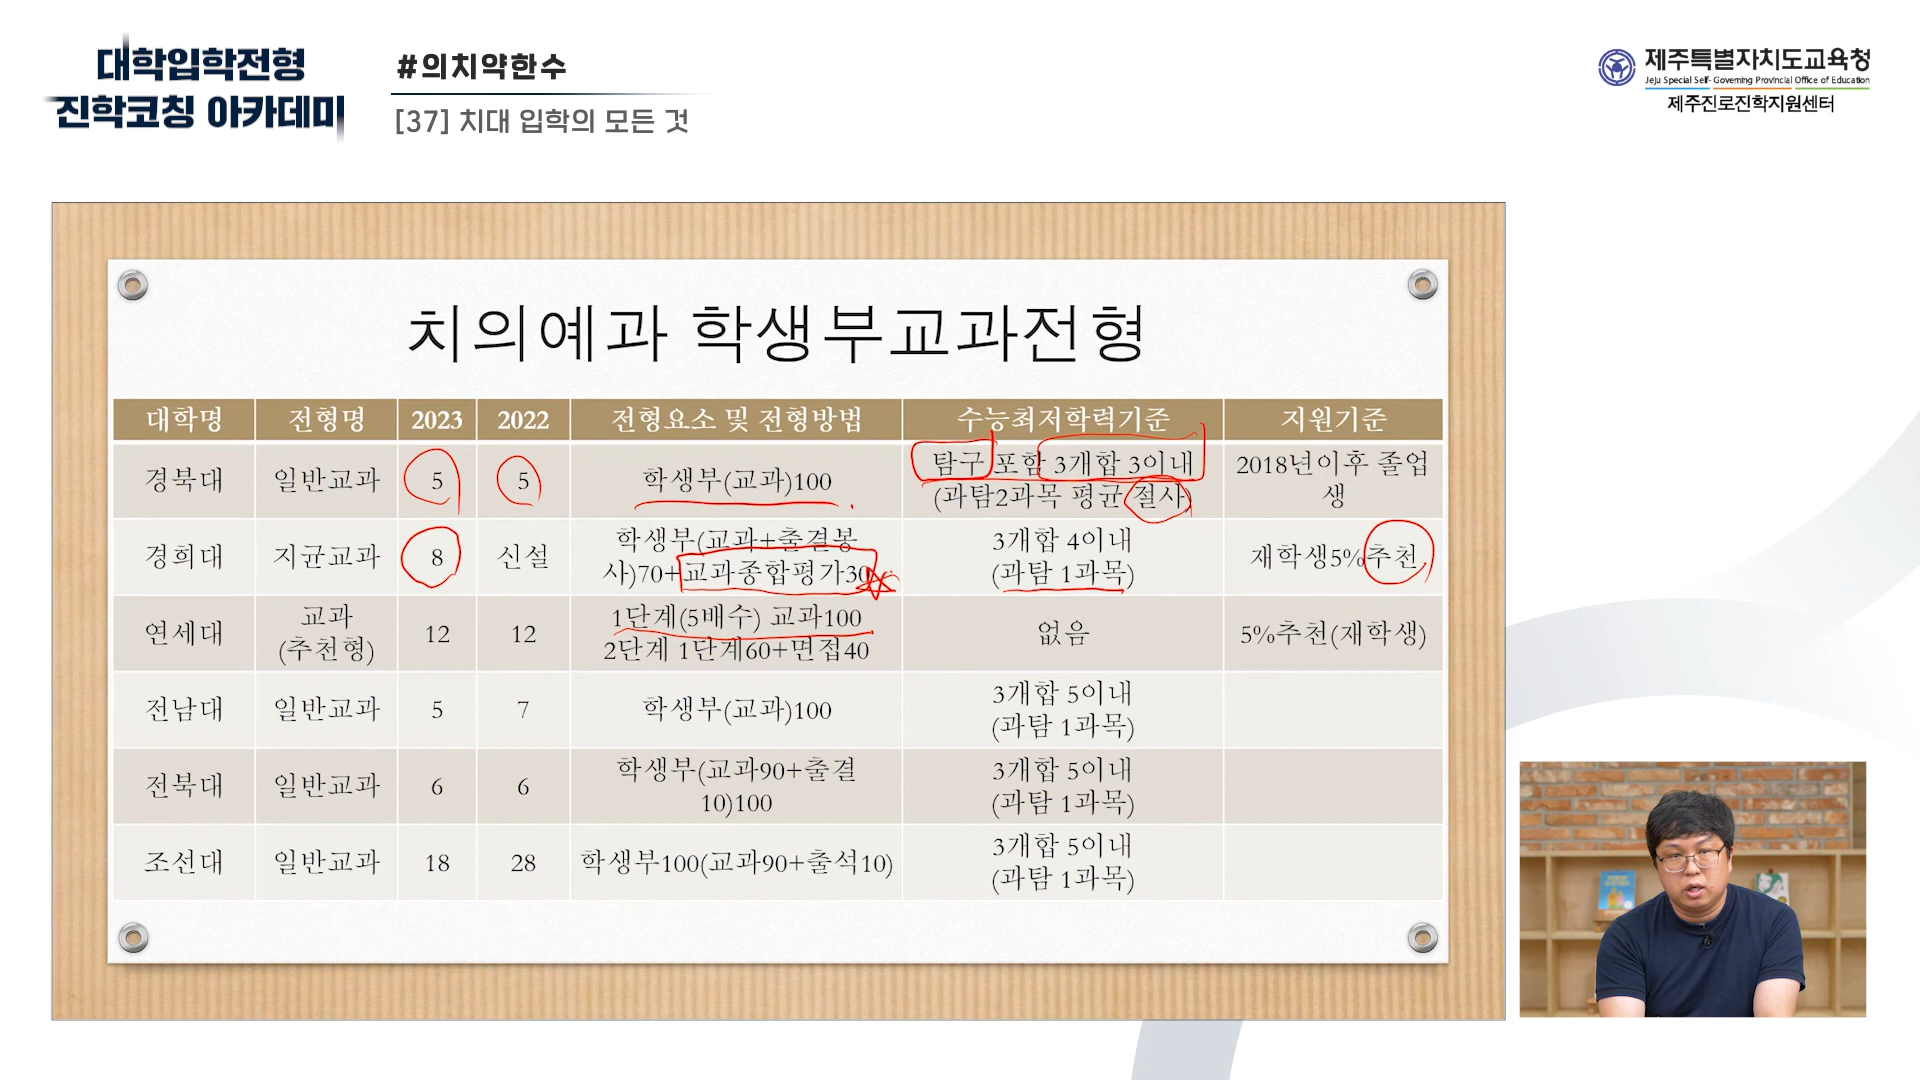 대학입학전형
진학코칭 아카데미
#의치약한수
[37] 치대 입학의 모든 것
제주특별자치도교육청
Jeju Special Self- Governing Provincial Office of Education
제주진로진학지원센터
치의예과 학생부교과전형
대학명 전형명 2023 2022 전형요소 및 전형방법 수능최저학력기준 지원기준
경북대 일반교과 5 5 학생부(교과)100 탐구 포함 3개합 3이내
(과탐2과목 평균 절사) 2018년이후 졸업
생
경희대 지균교과 8 신설 학생부(교과+출결봉
사)70+교과종합평가30 3개합 4이내
(과탐 1과목) 재학생5%추천
연세대 교과
(추천형) 12 12 1단계(5배수) 교과100
2단계 1단계60+면접40 없음 5%추천(재학생)
전남대 일반교과 5 7 학생부(교과)100 3개합 5이내
(과탐 1과목)
전북대 일반교과 6 6 학생부(교과90+출결
10)100 3개합 5이내
(과탐 1과목)
조선대 일반교과 18 28 학생부100(교과90+출석10) 3개합 5이내
(과탐 1과목)